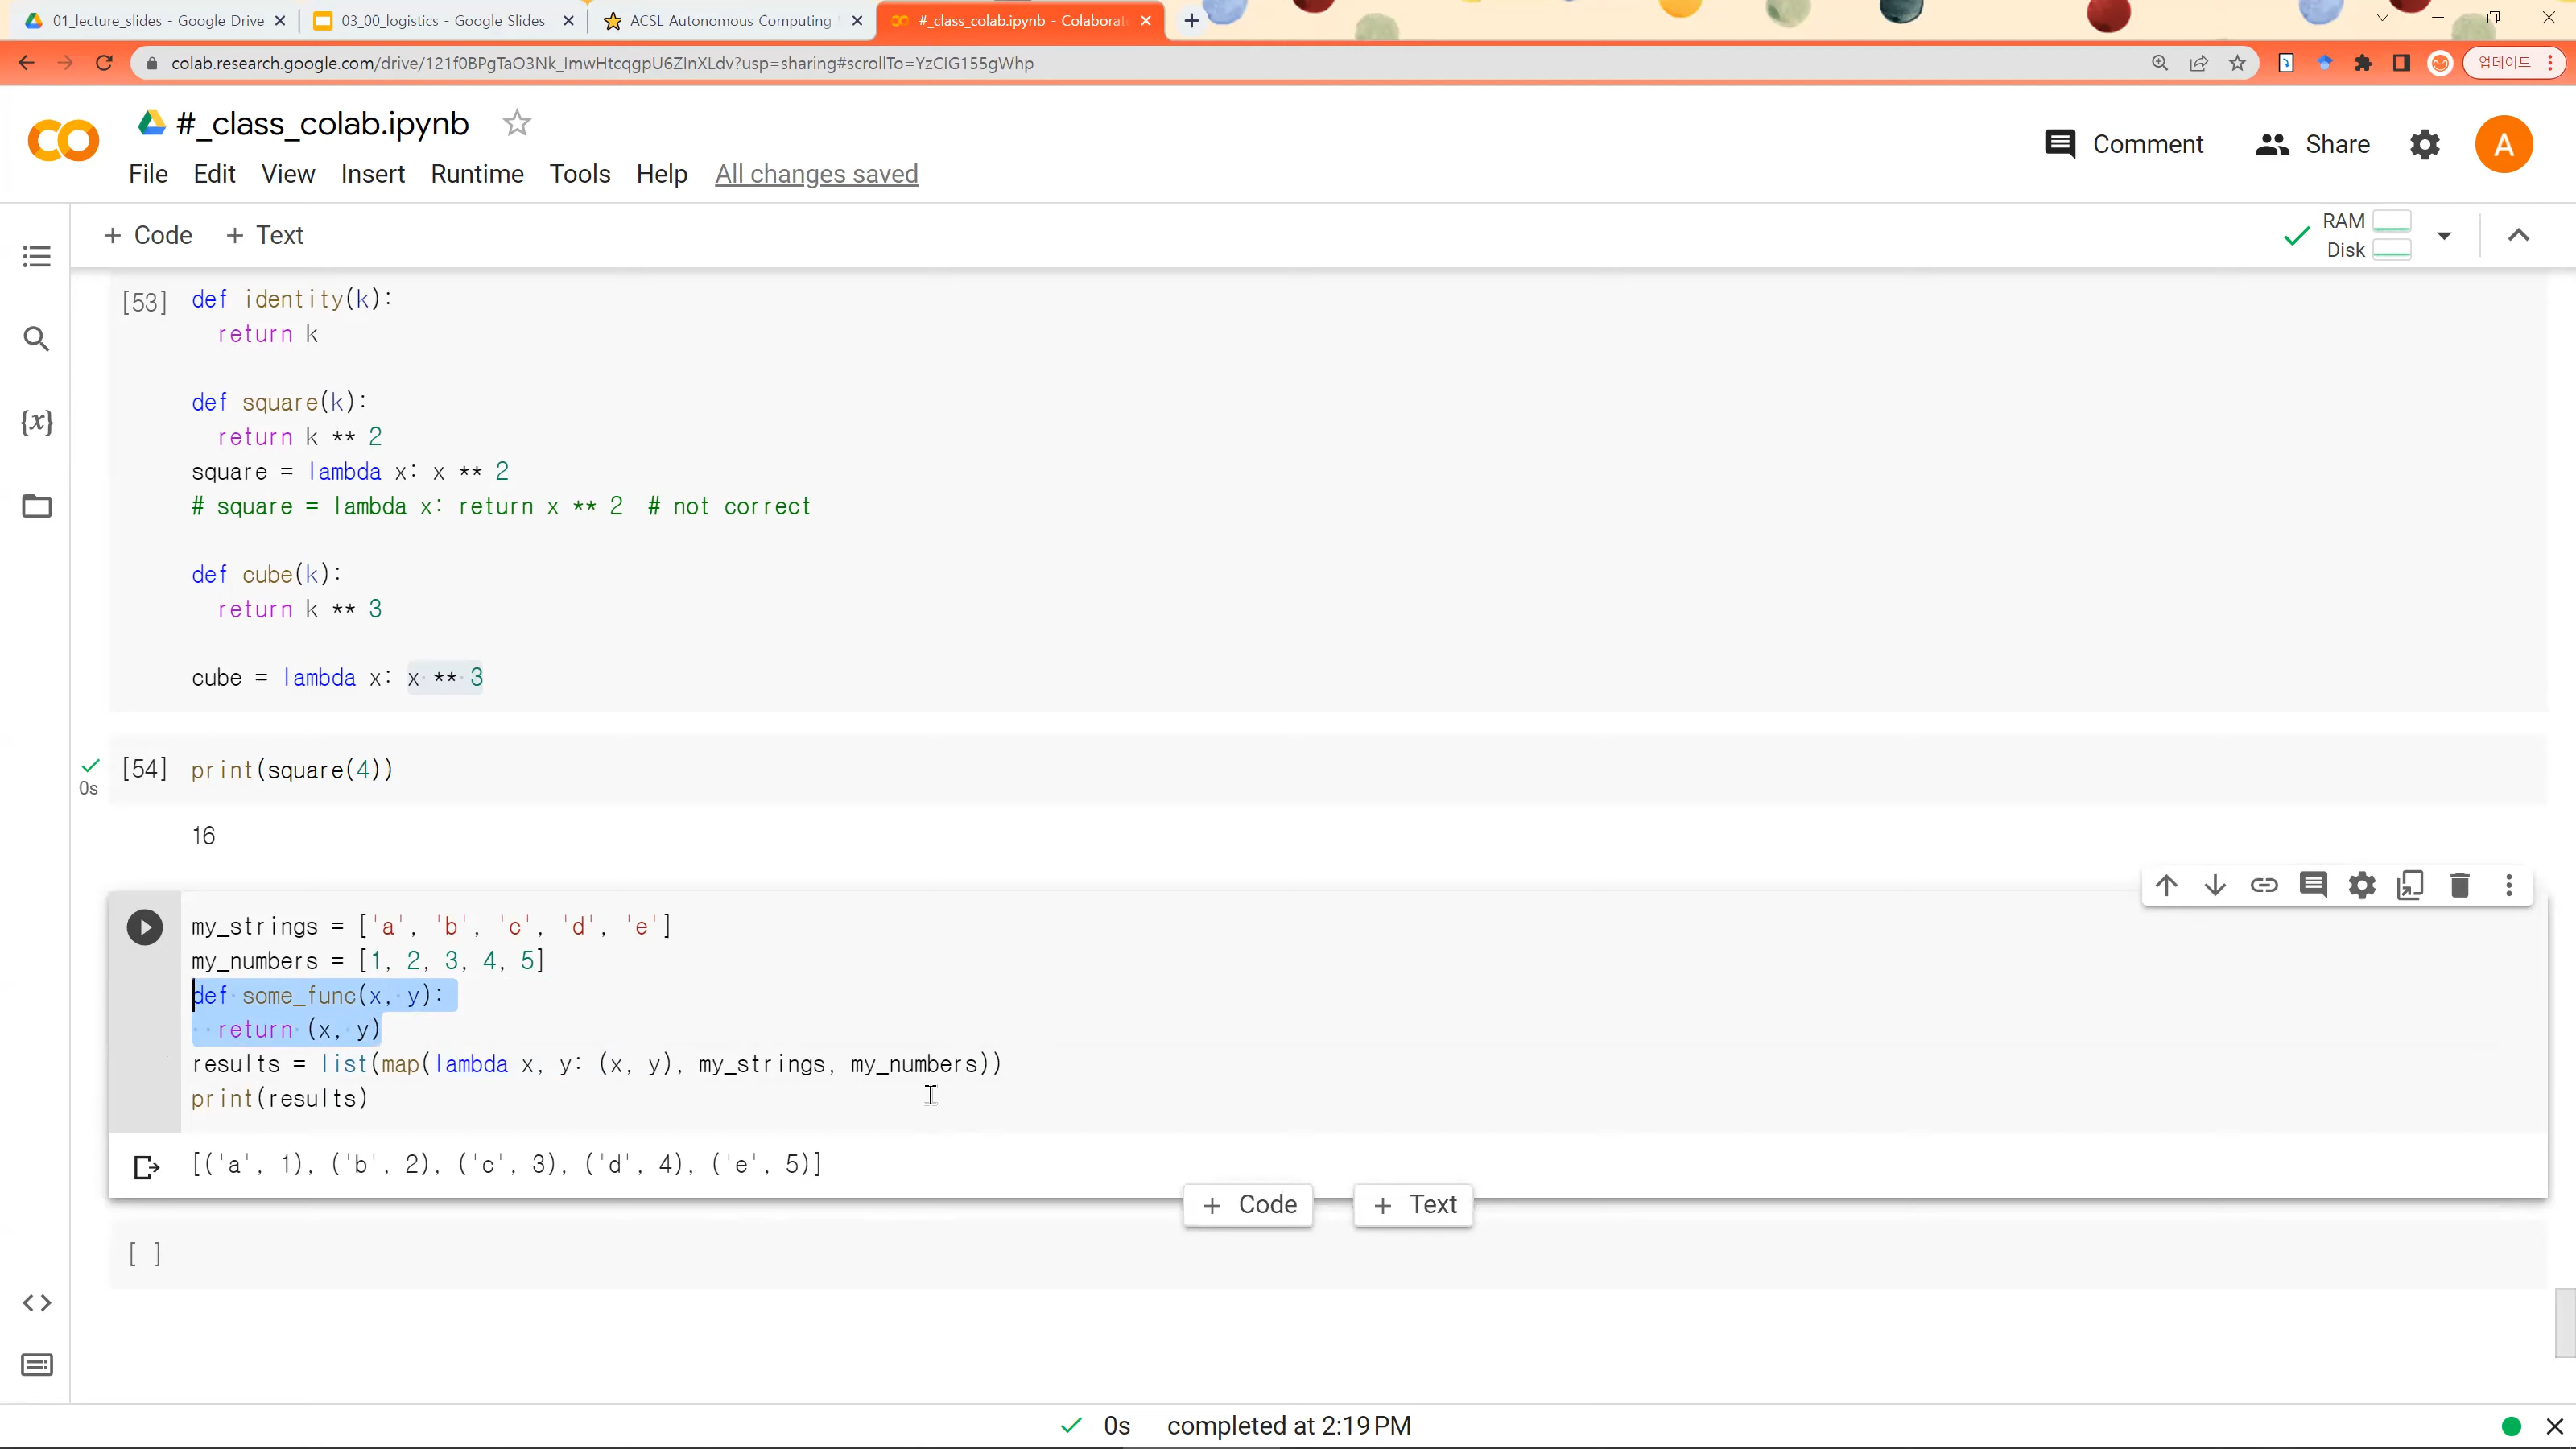 01_lecture_slides - Google Drive
03_00_logistics - Google Slides
ACSL Autonomous Computing
#_class_colab.ipynb - Colaborat
colab.research.google.com/drive/121f0BPgTaO3Nk_ImwHtcqgpU6ZInXLdv?usp=sharing#scrollTo=YzCIG155gWhp
업데이트
CO
#_class_colab.ipynb
Comment
Share
A
File Edit View Insert Runtime Tools Help All changes saved
+ Code + Text
RAM
Disk
{x}
[53] def identity(k):
  return k
def square(k):
  return k ** 2
square = lambda x: x ** 2
# square = lambda x: return x ** 2  # not correct
def cube(k):
  return k ** 3
cube = lambda x: x ** 3
[54] print(square(4))
0s
16
my_strings = ['a', 'b', 'c', 'd', 'e']
my_numbers = [1, 2, 3, 4, 5]
def some_func(x, y):
  return (x, y)
results = list(map(lambda x, y: (x, y), my_strings, my_numbers))
print(results)
[('a', 1), ('b', 2), ('c', 3), ('d', 4), ('e', 5)]
+ Code + Text
[ ]
0s completed at 2:19 PM